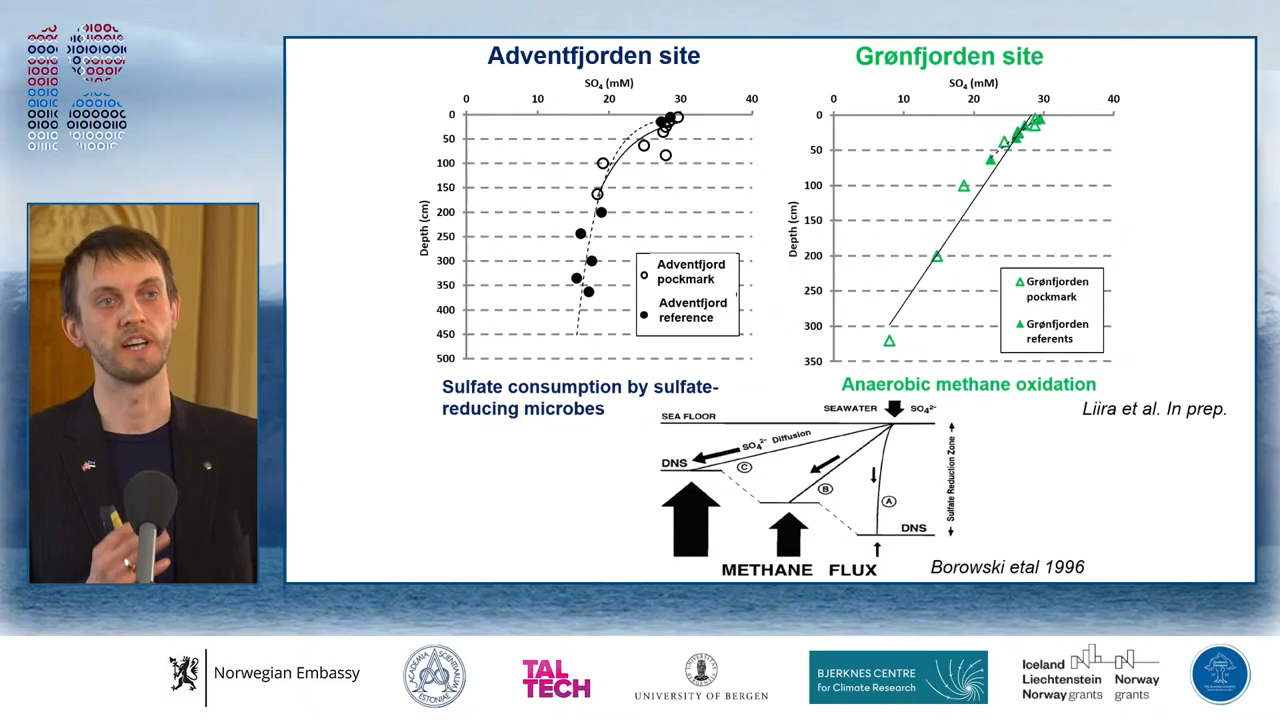 Adventfjorden site
SO4 (mM)
0 10 20 30 40
0
50
100
150
200
250
300
350
400
450
500
Depth (cm)
Adventfjord
pockmark
Adventfjord
reference
Sulfate consumption by sulfate-
reducing microbes
Grønfjorden site
SO4 (mM)
0 10 20 30 40
0
50
100
150
200
250
300
350
Depth (cm)
Grønfjorden
pockmark
Grønfjorden
referents
Anaerobic methane oxidation
Liira et al. In prep.
SEA FLOOR
SEAWATER SO4²⁻
SO4²⁻ Diffusion
DNS
C
B
A
DNS
Sulfate Reduction Zone
METHANE FLUX
Borowski etal 1996
Norwegian Embassy
ACADEMIA SCIENTIARUM ESTONIAE
TAL
TECH
UNIVERSITY OF BERGEN
BJERKNES CENTRE
for Climate Research
Iceland
Liechtenstein
Norway grants
Norway
grants